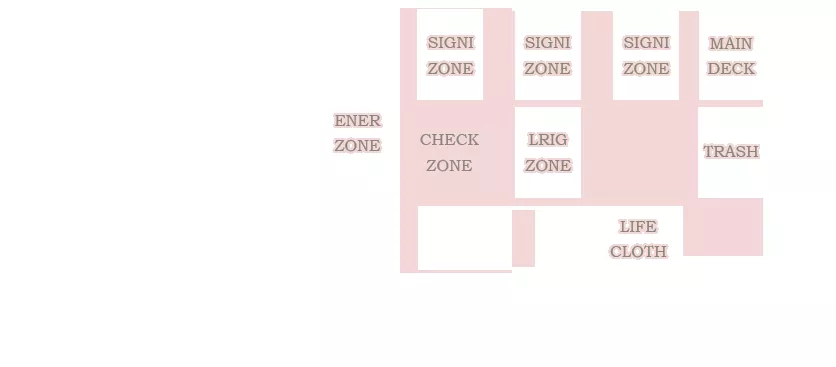 SIGNI
ZONE
SIGNI
ZONE
SIGNI
ZONE
MAIN
DECK
ENER
ZONE
CHECK
ZONE
LRIG
ZONE
TRASH
LIFE
CLOTH